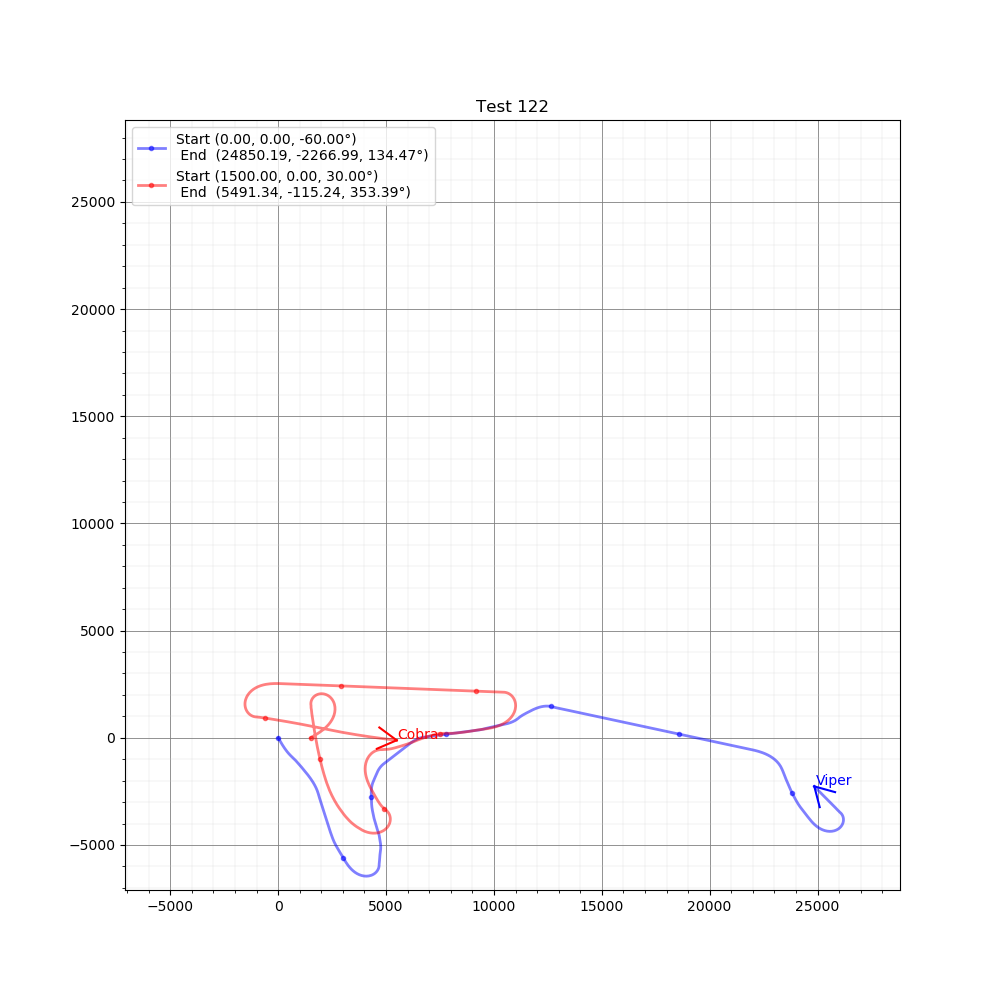 Test 122
Start (0.00, 0.00, -60.00°)
End (24850.19, -2266.99, 134.47°)
Start (1500.00, 0.00, 30.00°)
End (5491.34, -115.24, 353.39°)
25000
20000
15000
10000
5000
0
−5000
Cobra
Viper
−5000
0
5000
10000
15000
20000
25000